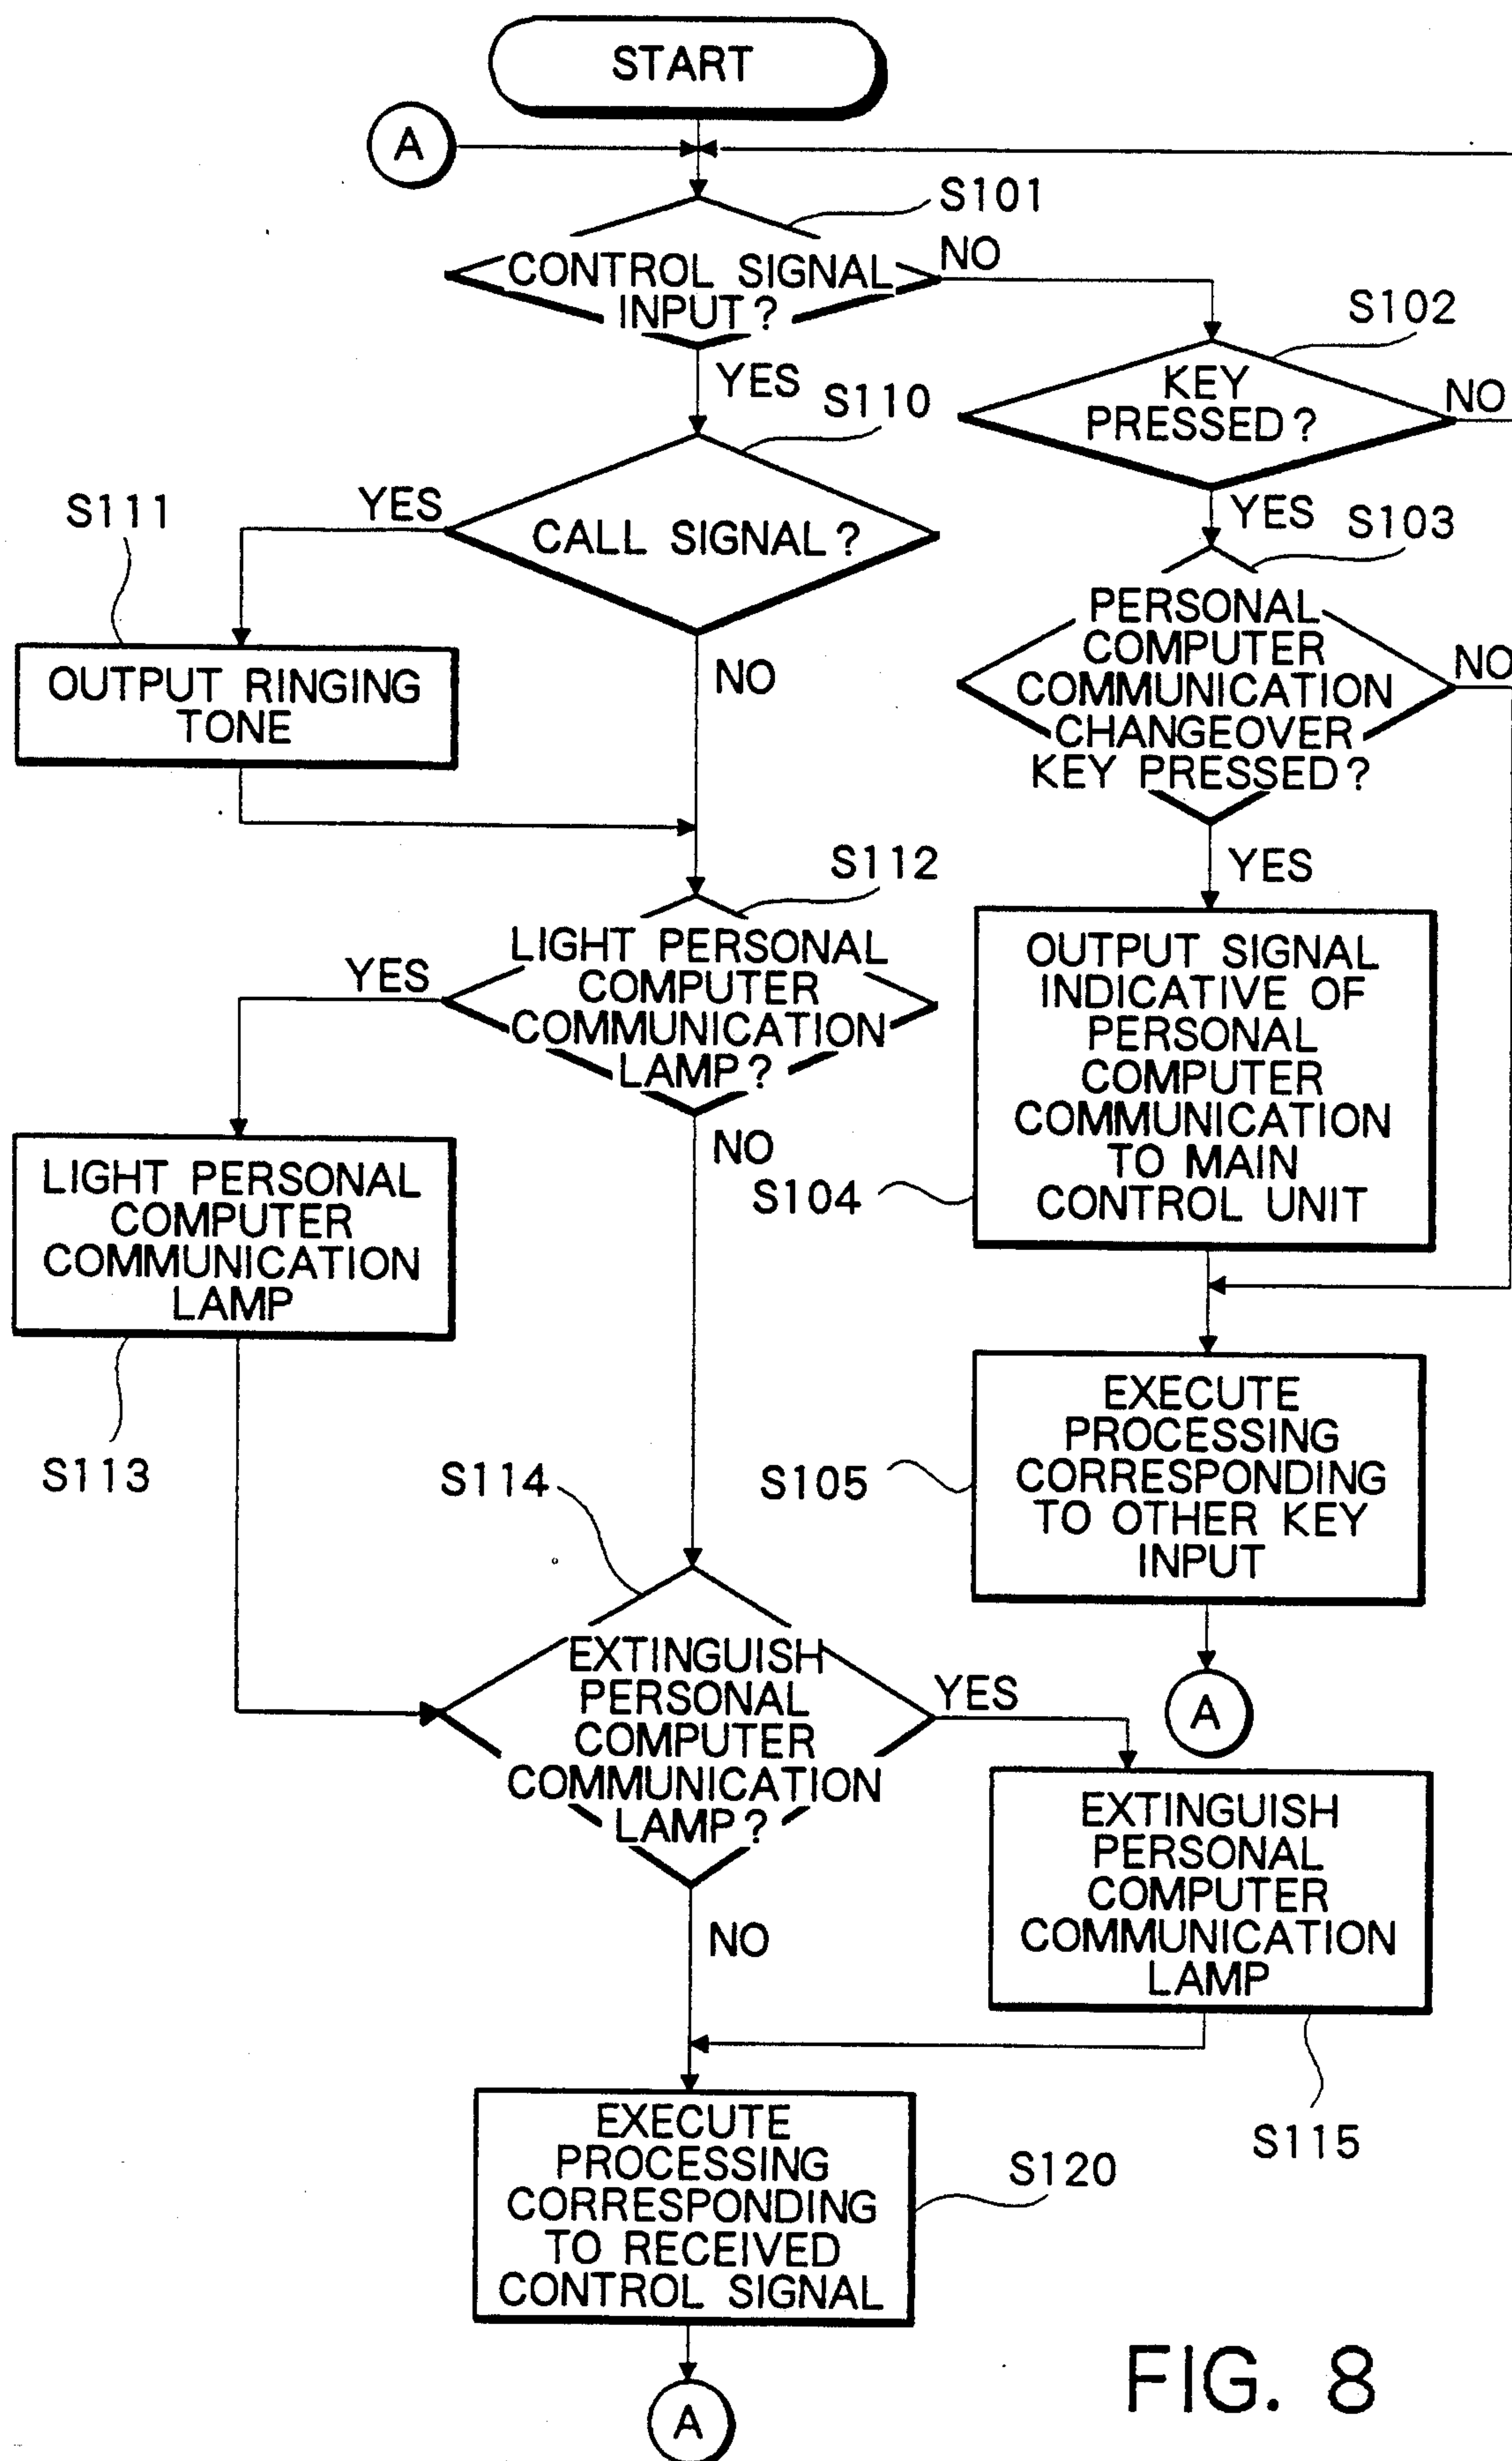 START
A
S101
CONTROL SIGNAL
INPUT?
NO
S102
KEY
PRESSED?
NO
YES
S110
CALL SIGNAL?
YES
S111
OUTPUT RINGING
TONE
NO
YES
S103
PERSONAL
COMPUTER
COMMUNICATION
CHANGEOVER
KEY PRESSED?
NO
YES
S112
LIGHT PERSONAL
COMPUTER
COMMUNICATION
LAMP?
YES
NO
LIGHT PERSONAL
COMPUTER
COMMUNICATION
LAMP
S113
OUTPUT SIGNAL
INDICATIVE OF
PERSONAL
COMPUTER
COMMUNICATION
TO MAIN
CONTROL UNIT
S104
EXECUTE
PROCESSING
CORRESPONDING
TO OTHER KEY
INPUT
S105
A
S114
EXTINGUISH
PERSONAL
COMPUTER
COMMUNICATION
LAMP?
YES
NO
EXTINGUISH
PERSONAL
COMPUTER
COMMUNICATION
LAMP
S115
EXECUTE
PROCESSING
CORRESPONDING
TO RECEIVED
CONTROL SIGNAL
S120
A
FIG. 8